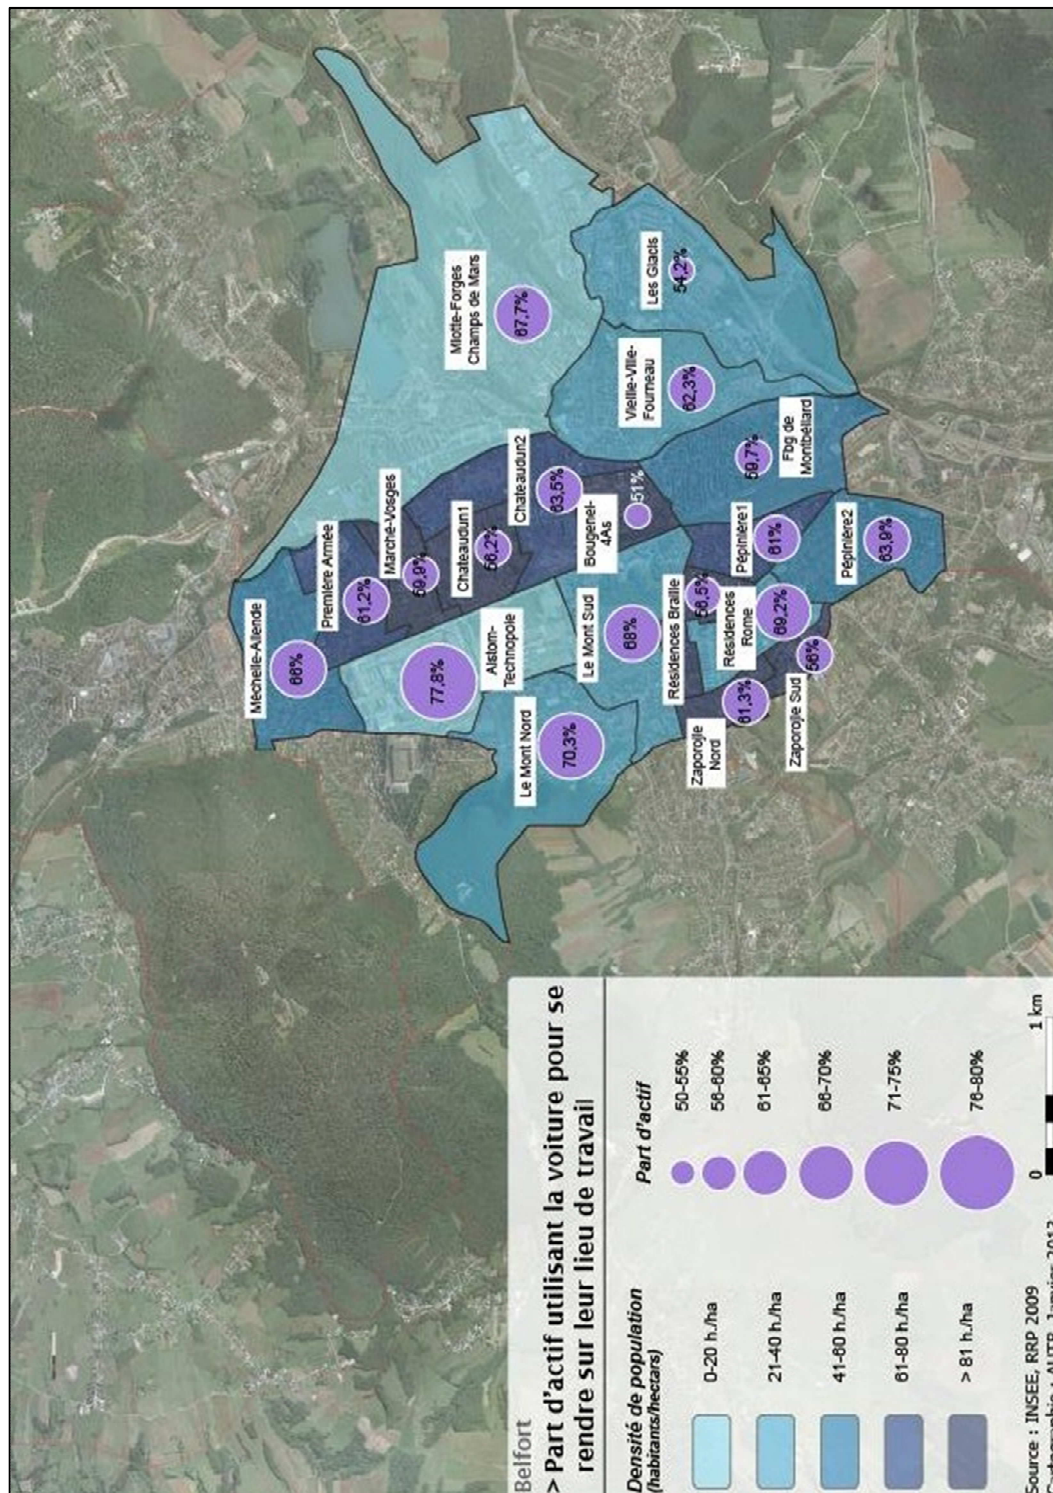 Belfort
> Part d'actif utilisant la voiture pour se
rendre sur leur lieu de travail
Densité de population
(habitants/hectars)
0-20 h./ha
21-40 h./ha
41-60 h./ha
61-80 h./ha
> 81 h./ha
Part d'actif
50-55%
56-60%
61-65%
66-70%
71-75%
76-80%
0
1 km
Source : INSEE, RRP 2009
Cartographie : AUTB, Janvier 2013
Méchelle-Allende
66%
Première Armée
61,2%
Marché-Vosges
59,9%
Chateaudun1
56,2%
Chateaudun2
63,5%
Miotte-Forges
Champs de Mars
67,7%
Alstom-
Technopole
77,8%
Le Mont Nord
70,3%
Le Mont Sud
68%
Bougenel-
4As
51%
Vieille-Ville-
Fourneau
62,3%
Les Glacis
54,2%
Fbg de
Montbéliard
59,7%
Résidences Braille
Résidences
Rome
69,2%
Pépinière1
61%
Pépinière2
63,9%
Zaporojie
Nord
61,3%
Zaporojie Sud
56%